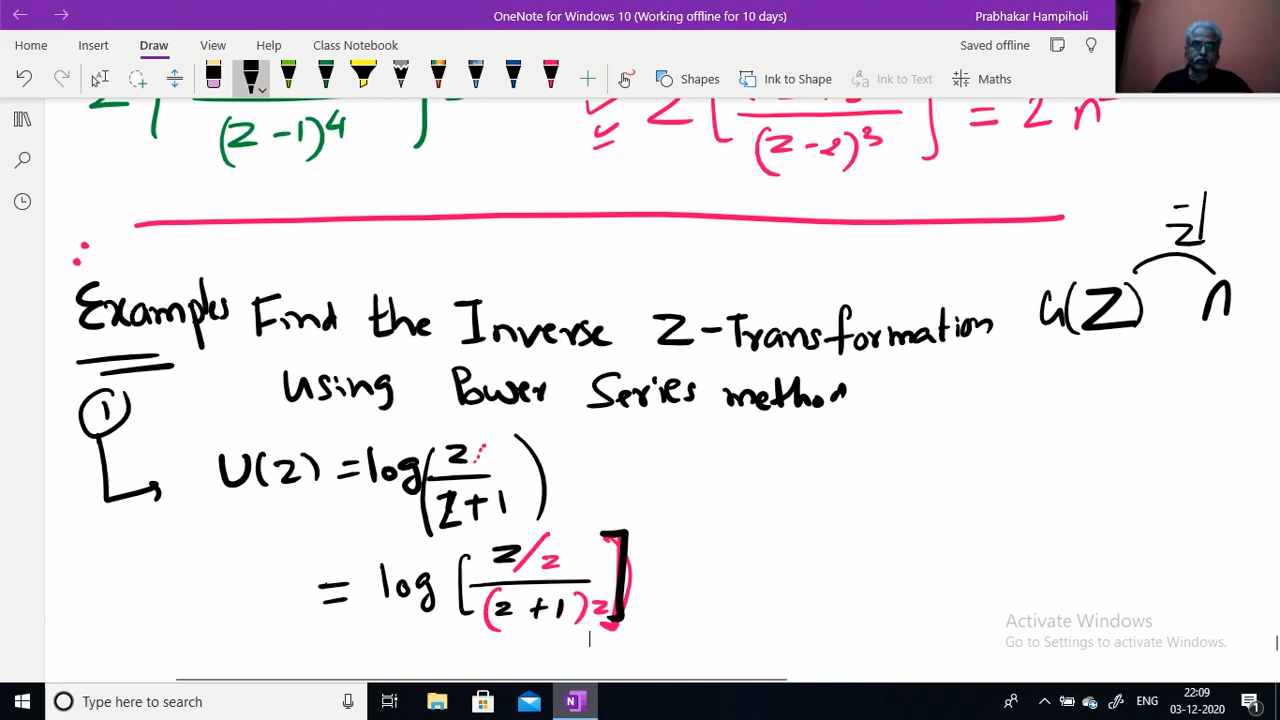 OneNote for Windows 10 (Working offline for 10 days)
Prabhakar Hampiholi
Home Insert Draw View Help Class Notebook
Saved offline
Shapes Ink to Shape Ink to Text Maths
(z-1)^4
Z [ (z-2)^3 ] = 2 n
Examples Find the Inverse Z-Transformation u(z) n
z^-1
using Power Series method
1
U(z) = log(z/z+1)
= log [z/z (z+1)z]
Activate Windows
Go to Settings to activate Windows.
Type here to search
ENG
22:09
03-12-2020